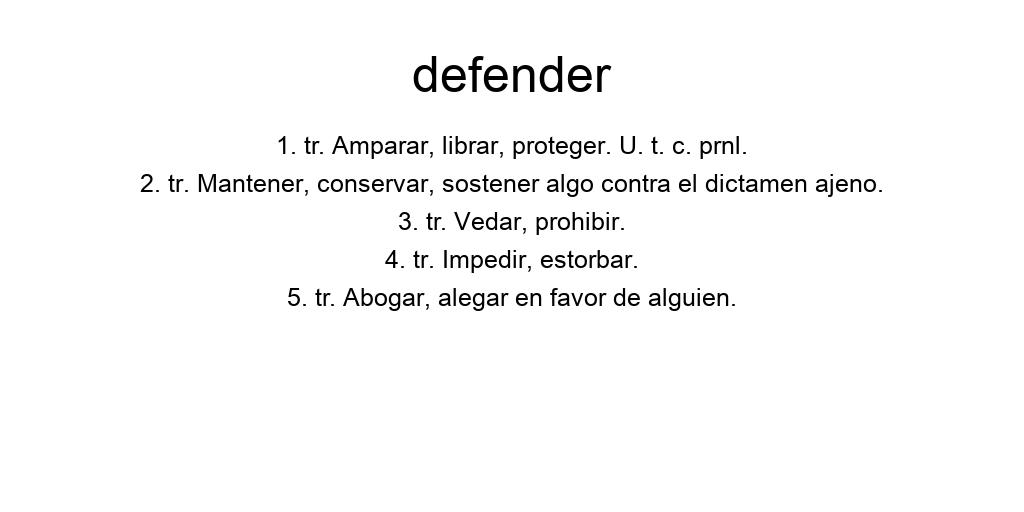 defender
1. tr. Amparar, librar, proteger. U. t. c. prnl.
2. tr. Mantener, conservar, sostener algo contra el dictamen ajeno.
3. tr. Vedar, prohibir.
4. tr. Impedir, estorbar.
5. tr. Abogar, alegar en favor de alguien.